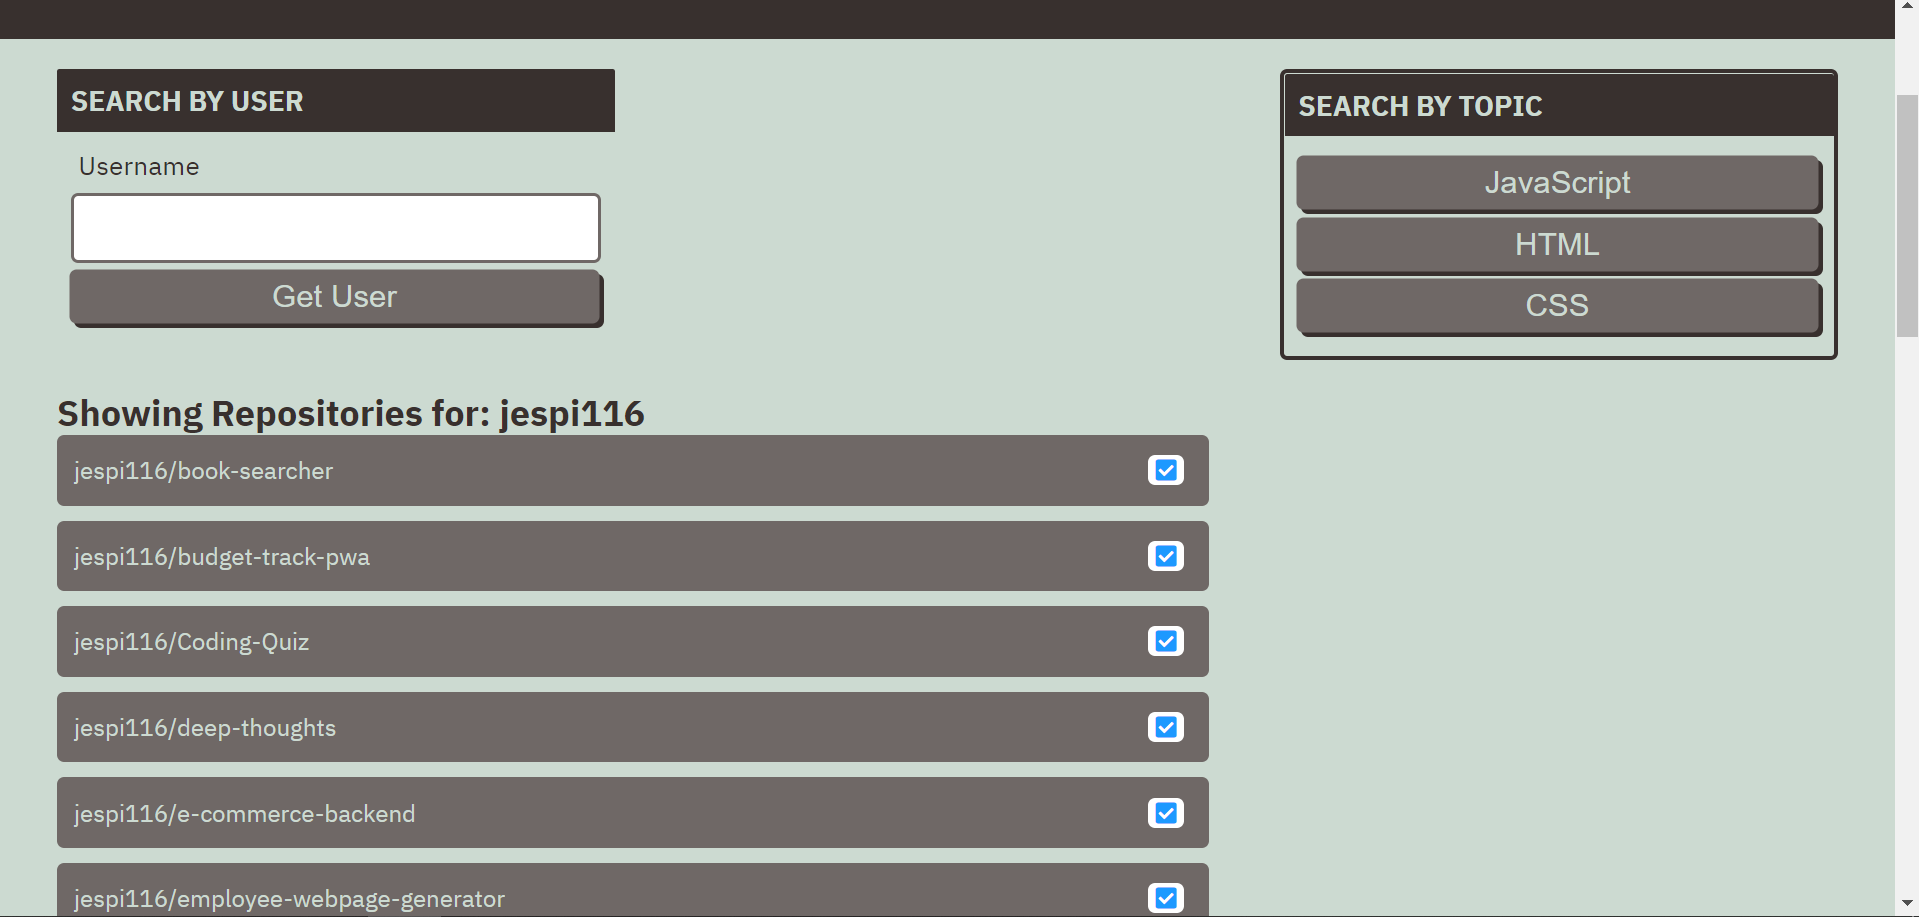 SEARCH BY USER
Username
Get User
SEARCH BY TOPIC
JavaScript
HTML
CSS
Showing Repositories for: jespi116
jespi116/book-searcher
jespi116/budget-track-pwa
jespi116/Coding-Quiz
jespi116/deep-thoughts
jespi116/e-commerce-backend
jespi116/employee-webpage-generator